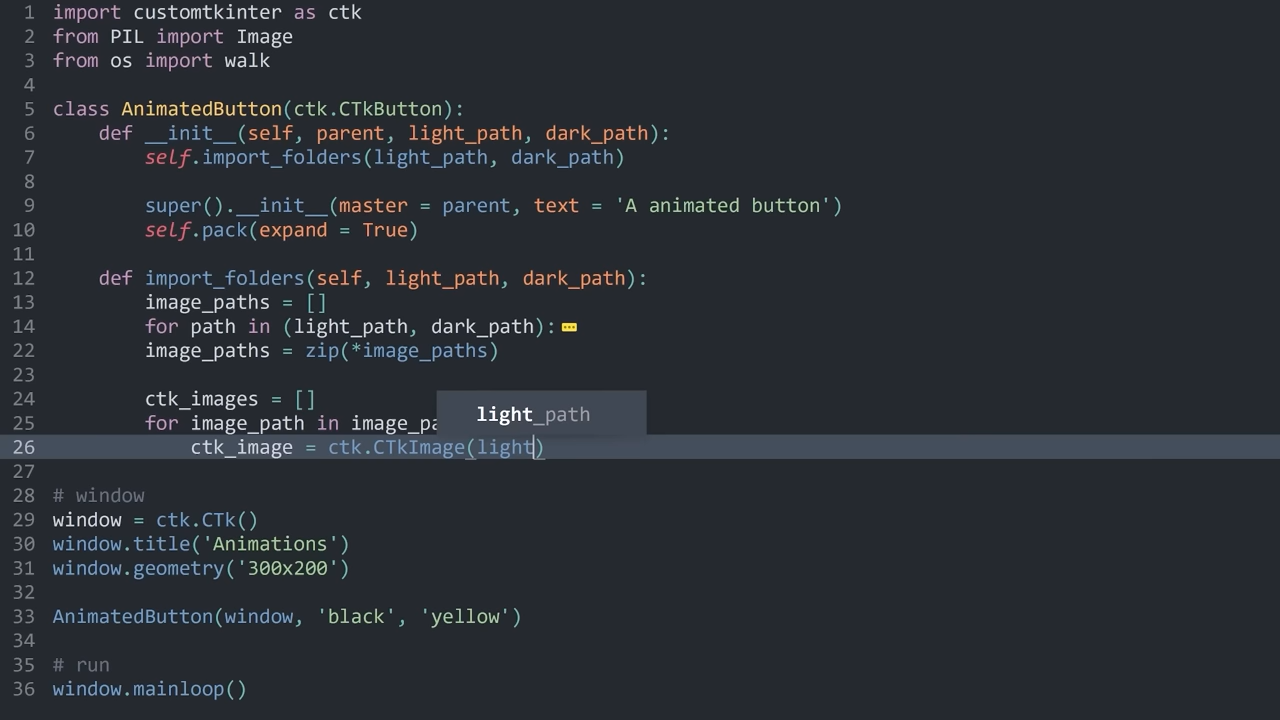 1 import customtkinter as ctk
2 from PIL import Image
3 from os import walk
4
5 class AnimatedButton(ctk.CTkButton):
6     def __init__(self, parent, light_path, dark_path):
7         self.import_folders(light_path, dark_path)
8
9         super().__init__(master = parent, text = 'A animated button')
10         self.pack(expand = True)
11
12     def import_folders(self, light_path, dark_path):
13         image_paths = []
14         for path in (light_path, dark_path):
22         image_paths = zip(*image_paths)
23
24         ctk_images = []
light_path
25         for image_path in image_pa
26             ctk_image = ctk.CTkImage(light)
27
28 # window
29 window = ctk.CTk()
30 window.title('Animations')
31 window.geometry('300x200')
32
33 AnimatedButton(window, 'black', 'yellow')
34
35 # run
36 window.mainloop()